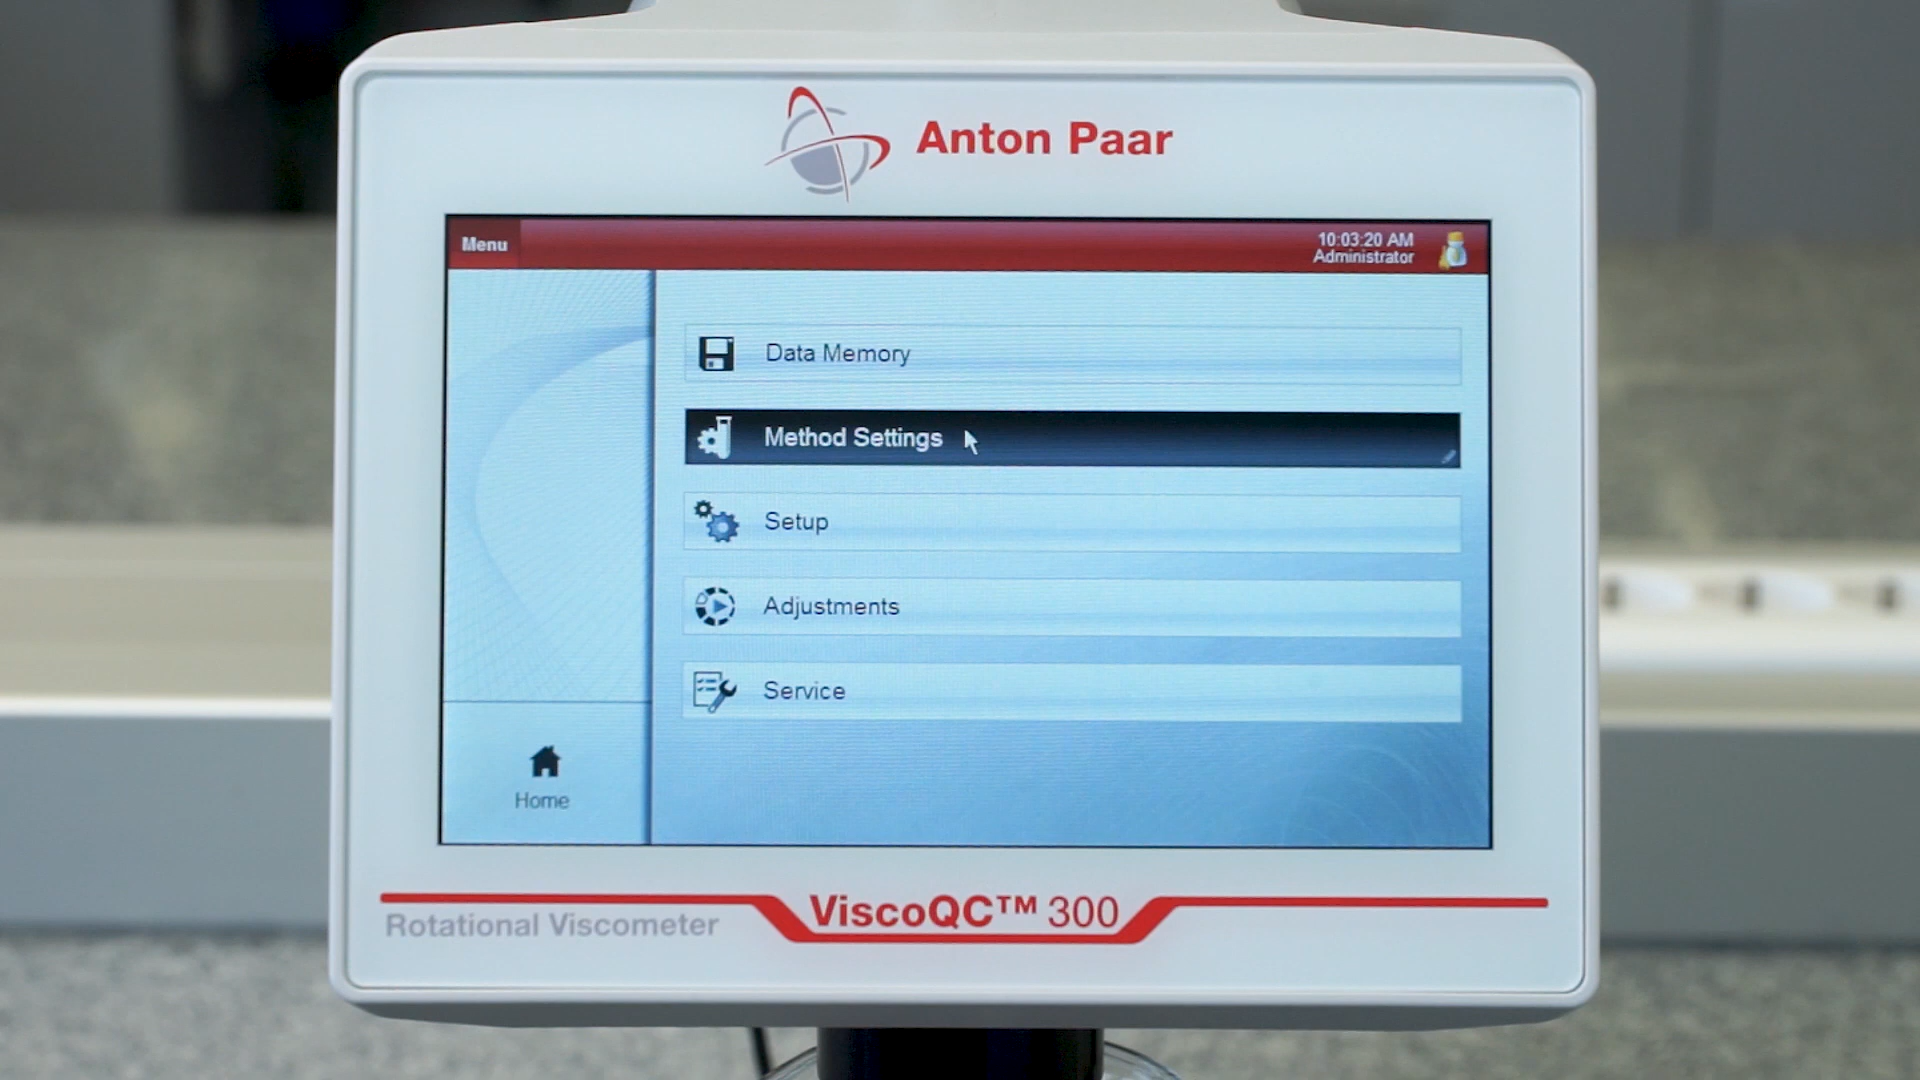 Anton Paar
Menu
10:03:20 AM
Administrator
Data Memory
Method Settings
Setup
Adjustments
Service
Home
ViscoQC™ 300
Rotational Viscometer